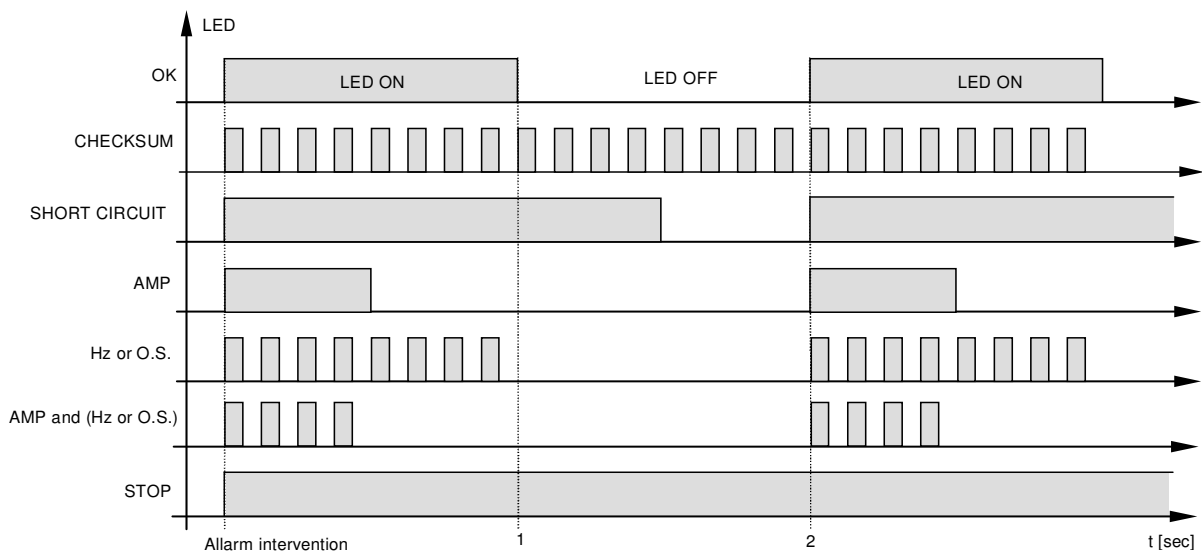 LED
OK
LED ON
LED OFF
LED ON
CHECKSUM
SHORT CIRCUIT
AMP
Hz or O.S.
AMP and (Hz or O.S.)
STOP
Allarm intervention
1
2
t [sec]